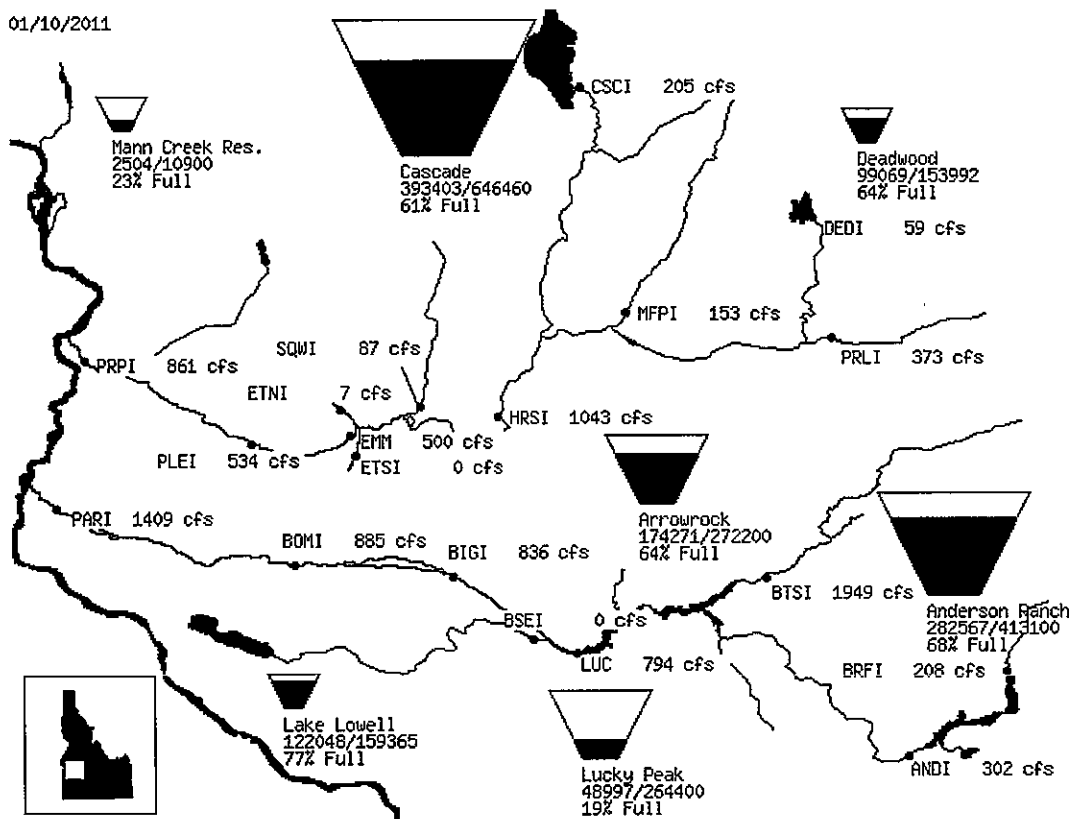 01/10/2011
CSCI 205 cfs
Mann Creek Res.
2504/10900
23% Full
Cascade
393403/646460
61% Full
Deadwood
99069/153992
64% Full
DEDI 59 cfs
MFPI 153 cfs
PRPI 861 cfs
SQWI 87 cfs
PRLI 373 cfs
ETNI 7 cfs
HRSI 1043 cfs
EMM 500 cfs
PLEI 534 cfs
ETSI 0 cfs
PARI 1409 cfs
Arrowrock
174271/272200
64% Full
BOMI 885 cfs
BIGI 836 cfs
BTSI 1949 cfs
Anderson Ranch
282567/413100
68% Full
BSEI 0 cfs
LUC 794 cfs
BRFI 208 cfs
Lake Lowell
122048/159365
77% Full
Lucky Peak
48997/264400
19% Full
ANDI 302 cfs